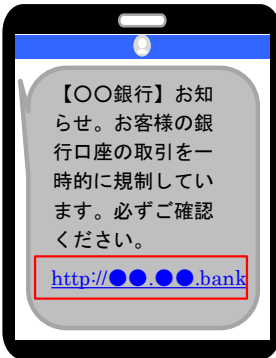 【〇〇銀行】お知
らせ。お客様の銀
行口座の取引を一
時的に規制してい
ます。必ずご確認
ください。
http://●●.●●.bank